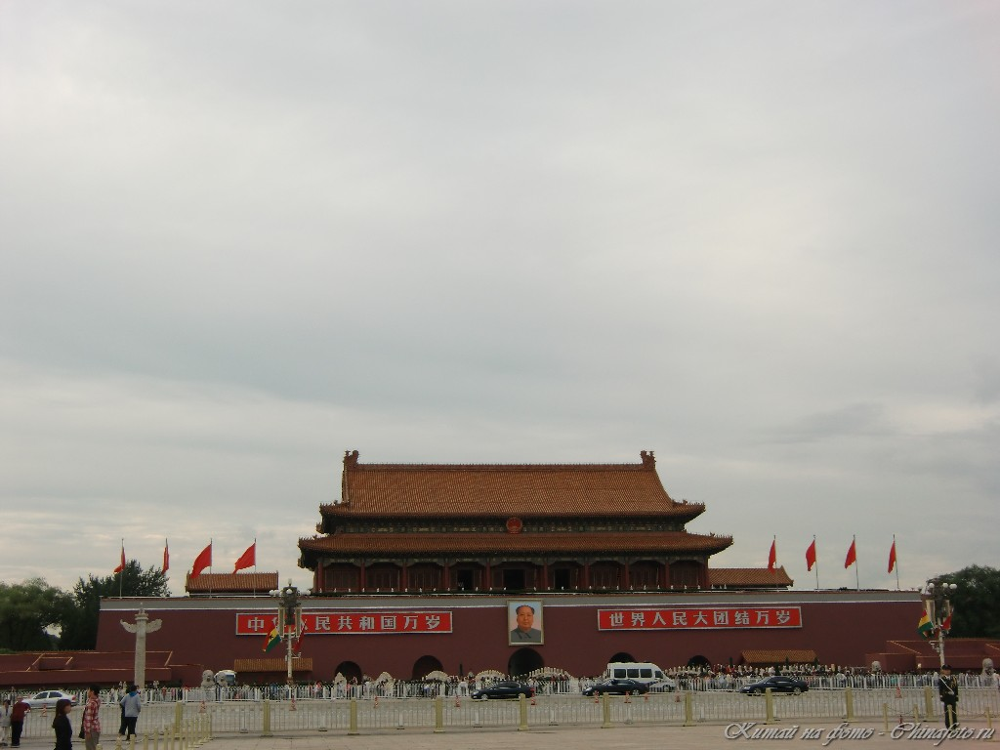 中 民共和国万岁
世界人民大团结万岁
Китай на фото - Chinafoto.ru